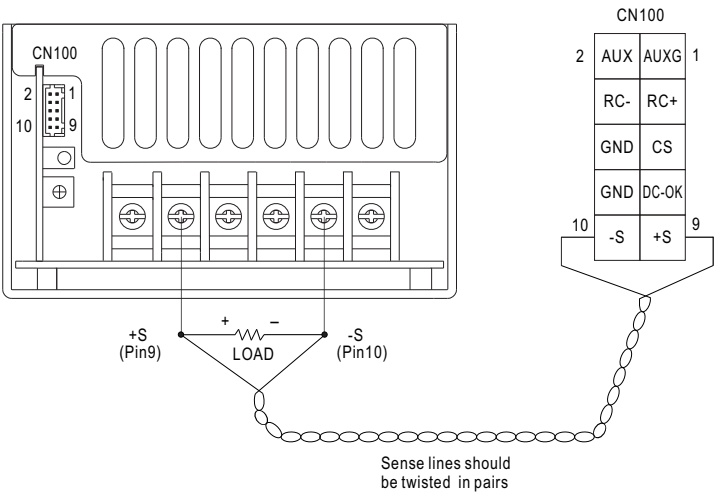 CN100
2 1
10 9
+S
(Pin9)
+ –
LOAD
-S
(Pin10)
CN100
2 AUX AUXG 1
RC- RC+
GND CS
GND DC-OK
10 -S +S 9
Sense lines should
be twisted in pairs